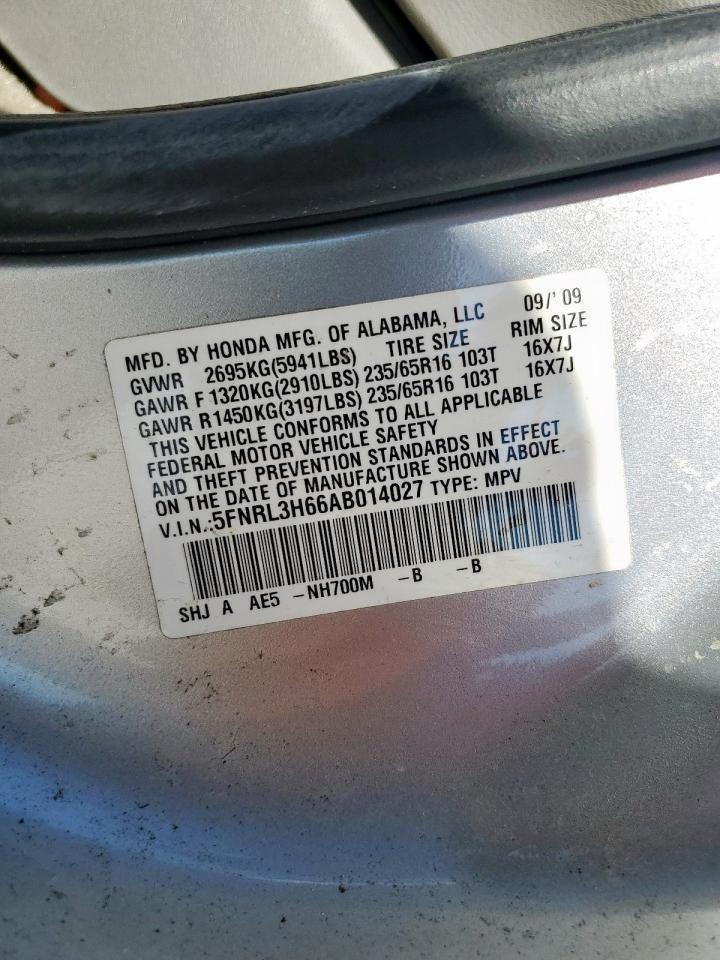 MFD. BY HONDA MFG. OF ALABAMA, LLC 09/'09
GVWR 2695KG(5941LBS) TIRE SIZE RIM SIZE
GAWR F 1320KG(2910LBS) 235/65R16 103T 16X7J
GAWR R 1450KG(3197LBS) 235/65R16 103T 16X7J
THIS VEHICLE CONFORMS TO ALL APPLICABLE
FEDERAL MOTOR VEHICLE SAFETY
AND THEFT PREVENTION STANDARDS IN EFFECT
ON THE DATE OF MANUFACTURE SHOWN ABOVE.
V.I.N.:5FNRL3H66AB014027 TYPE: MPV
SHJ A AE5 -NH700M -B -B